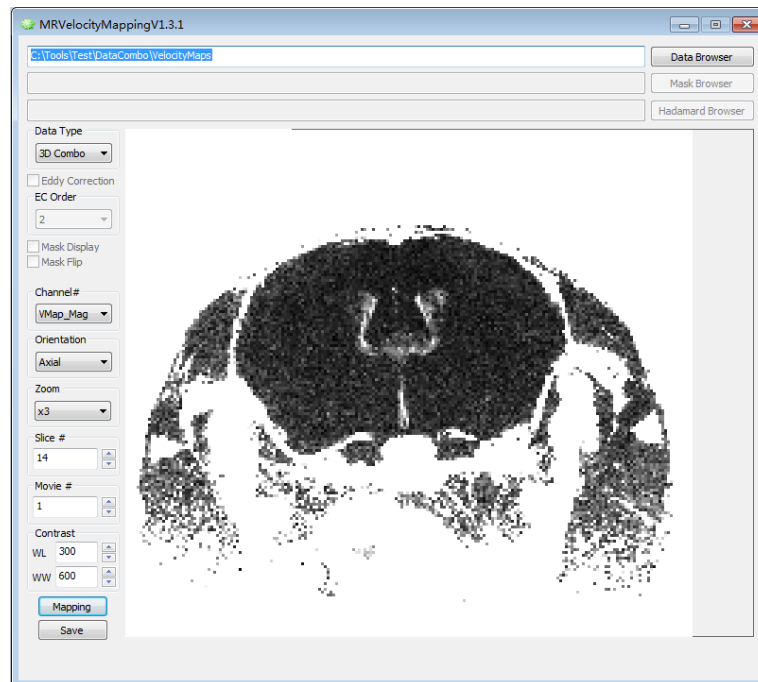 MRVelocityMappingV1.3.1
C:\Tools\Test\DataCombo\VelocityMaps
Data Browser
Mask Browser
Hadamard Browser
Data Type
3D Combo
Eddy Correction
EC Order
2
Mask Display
Mask Flip
Channel#
VMap_Mag
Orientation
Axial
Zoom
x3
Slice #
14
Movie #
1
Contrast
WL 300
WW 600
Mapping
Save